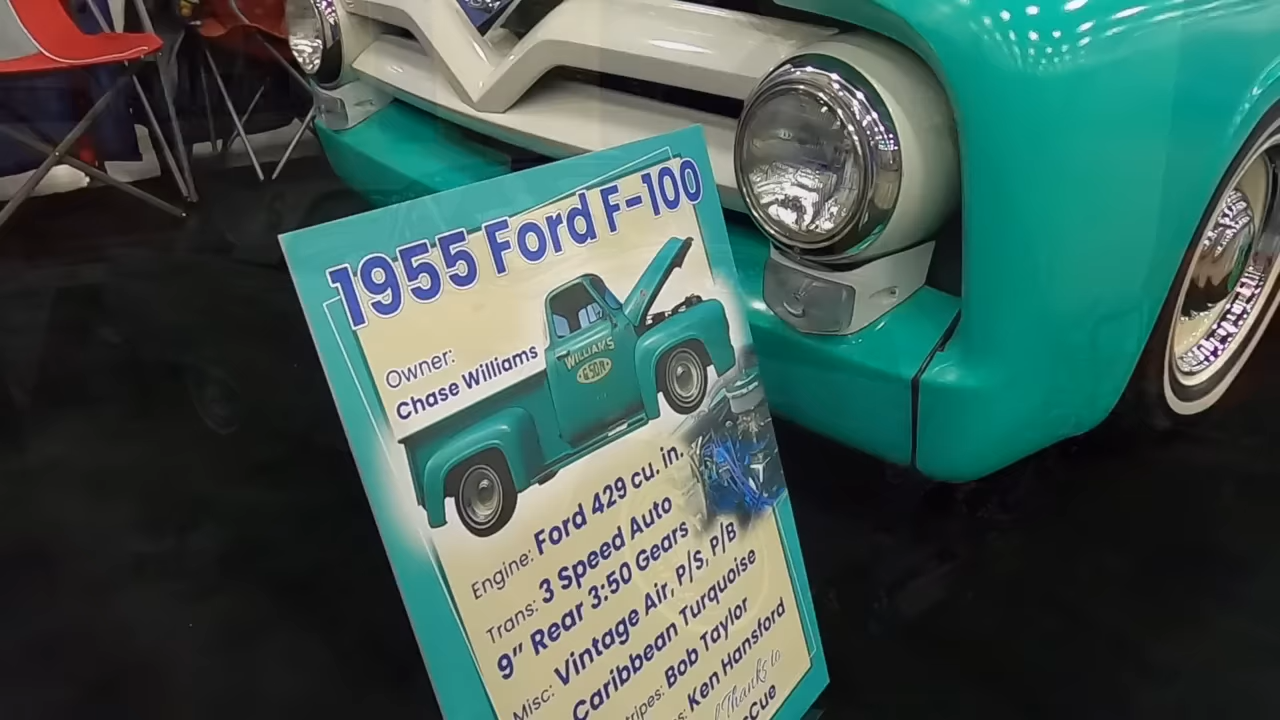 1955 Ford F-100
Owner:
Chase Williams
WILLIAMS
Engine: Ford 429 cu. in.
Trans: 3 Speed Auto
9" Rear 3:50 Gears
Misc: Vintage Air, P/S, P/B
Caribbean Turquoise
Bob Taylor
Ken Hansford
Thanks to